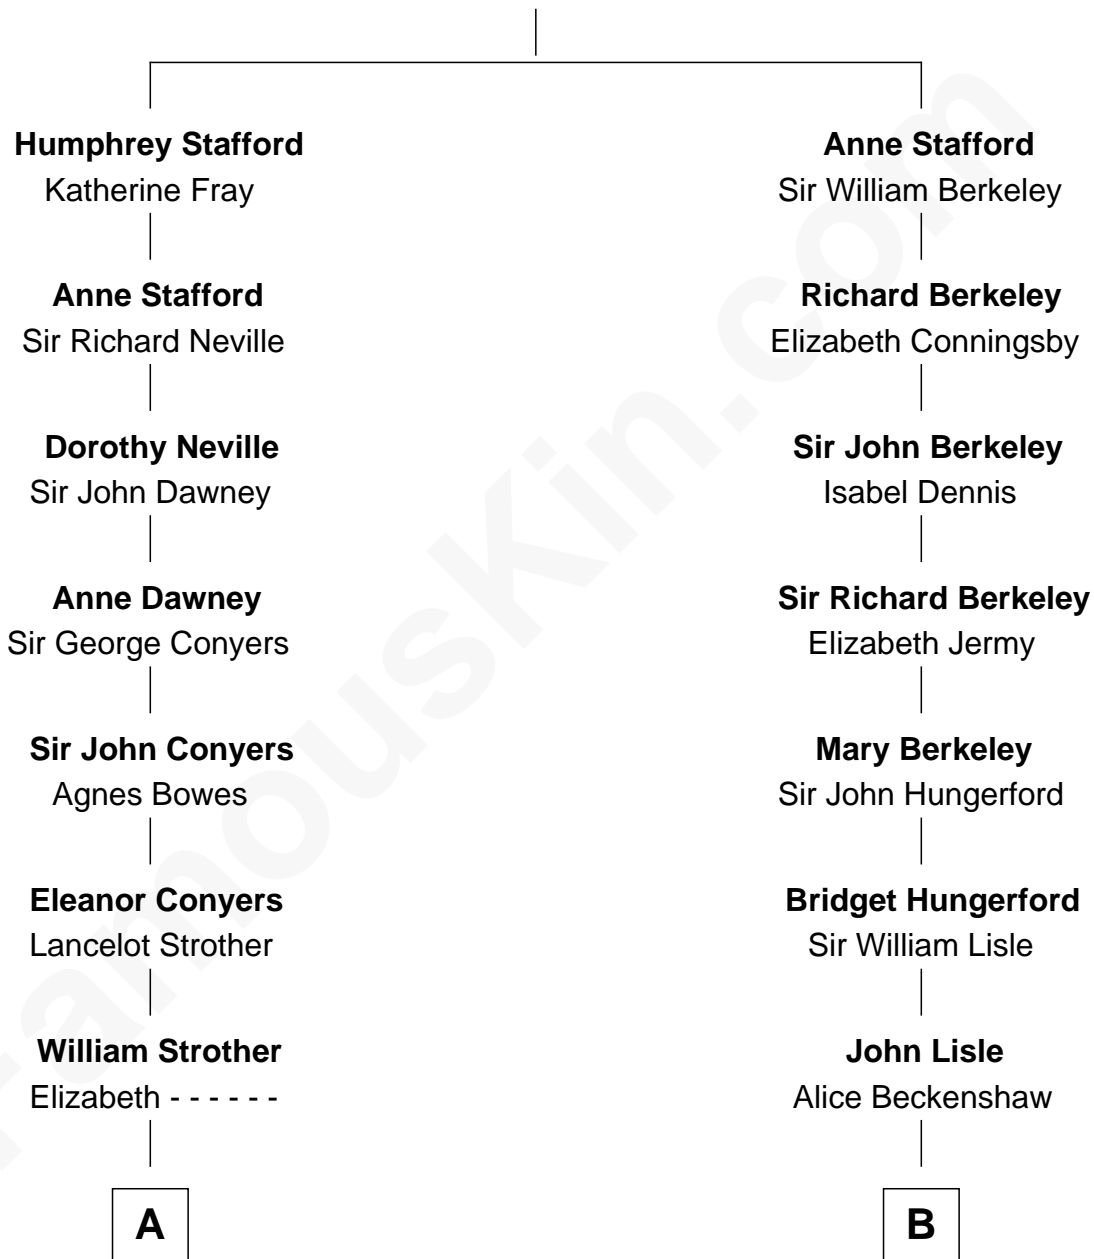 Humphrey Stafford
Katherine Fray
Anne Stafford
Sir Richard Neville
Dorothy Neville
Sir John Dawney
Anne Dawney
Sir George Conyers
Sir John Conyers
Agnes Bowes
Eleanor Conyers
Lancelot Strother
William Strother
Elizabeth - - - - - -
A
Anne Stafford
Sir William Berkeley
Richard Berkeley
Elizabeth Conningsby
Sir John Berkeley
Isabel Dennis
Sir Richard Berkeley
Elizabeth Jermy
Mary Berkeley
Sir John Hungerford
Bridget Hungerford
Sir William Lisle
John Lisle
Alice Beckenshaw
B
FamousKin.com